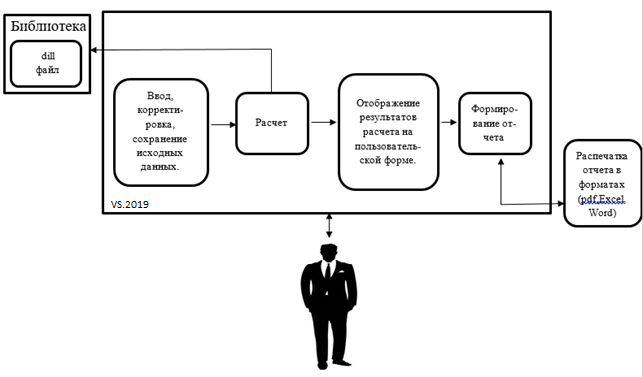 Библиотека
dill
файл
Ввод,
корректи-
ровка,
сохранение
исходных
данных.
Расчет
Отображение
результатов
расчета на
пользователь-
ской форме.
Формиро-
вание от-
чета
Распечатка
отчета в
форматах
(pdf,Excel,
Word)
VS.2019